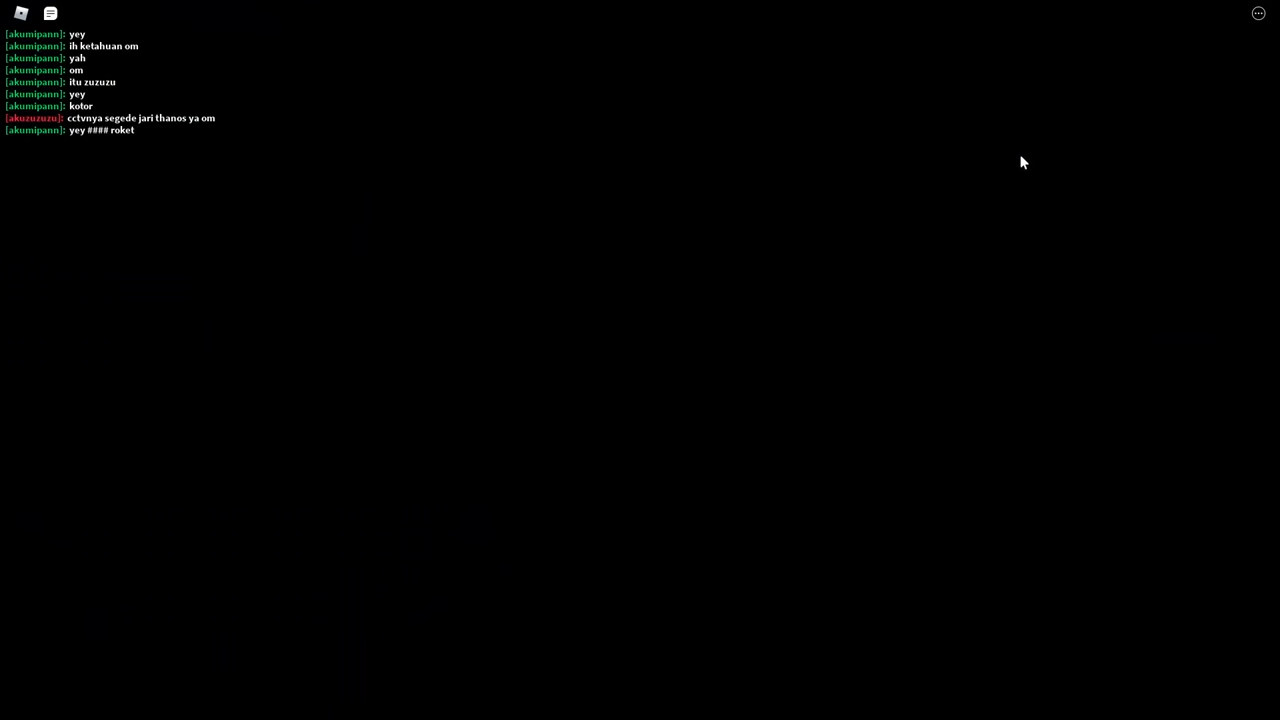 [akumipann]: yey
[akumipann]: ih ketahuan om
[akumipann]: yah
[akumipann]: om
[akumipann]: itu zuzuzu
[akumipann]: yey
[akumipann]: kotor
[akuzuzuzu]: cctvnya segede jari thanos ya om
[akumipann]: yey #### roket